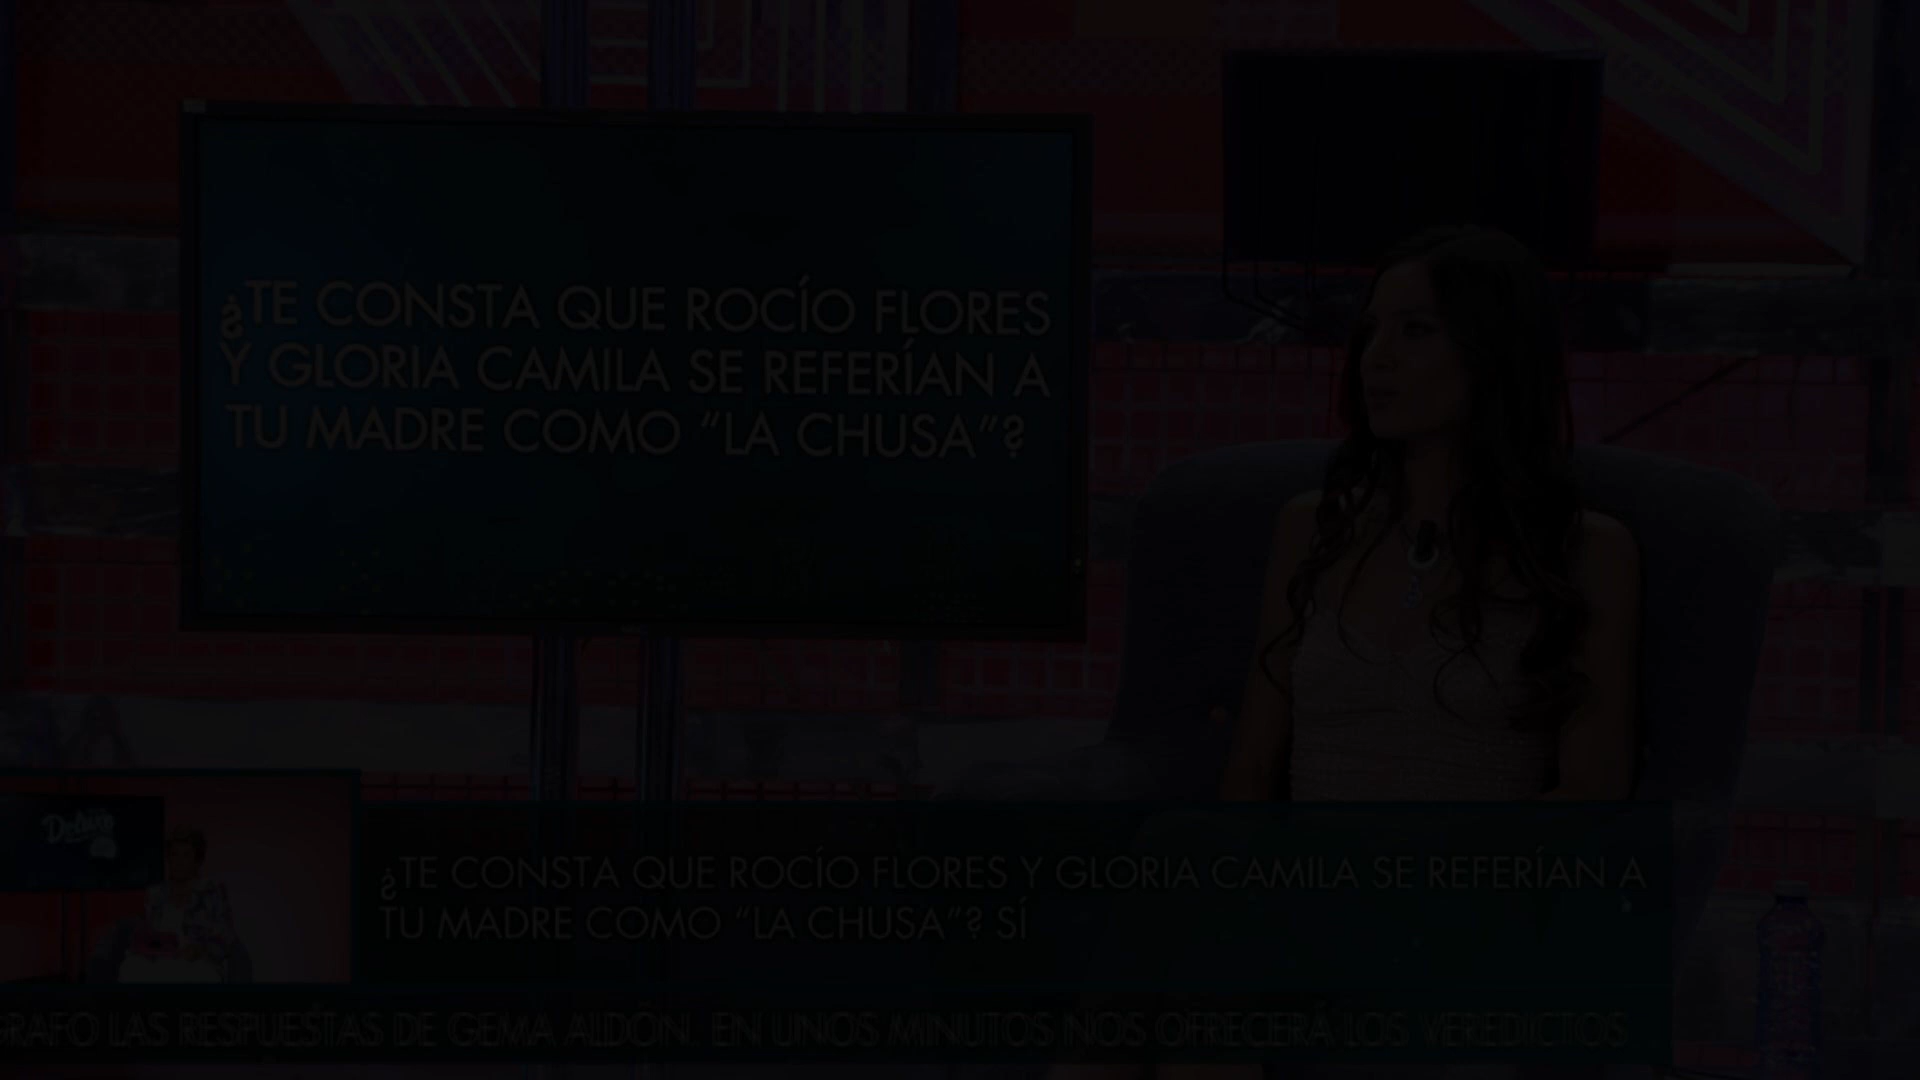 ¿TE CONSTA QUE ROCÍO FLORES
Y GLORIA CAMILA SE REFERÍAN A
TU MADRE COMO “LA CHUSA”?
Deluxe
¿TE CONSTA QUE ROCÍO FLORES Y GLORIA CAMILA SE REFERÍAN A
TU MADRE COMO “LA CHUSA”? SÍ
GRAFO LAS RESPUESTAS DE GEMA ALDÓN. EN UNOS MINUTOS NOS OFRECERÁ LOS VEREDICTOS